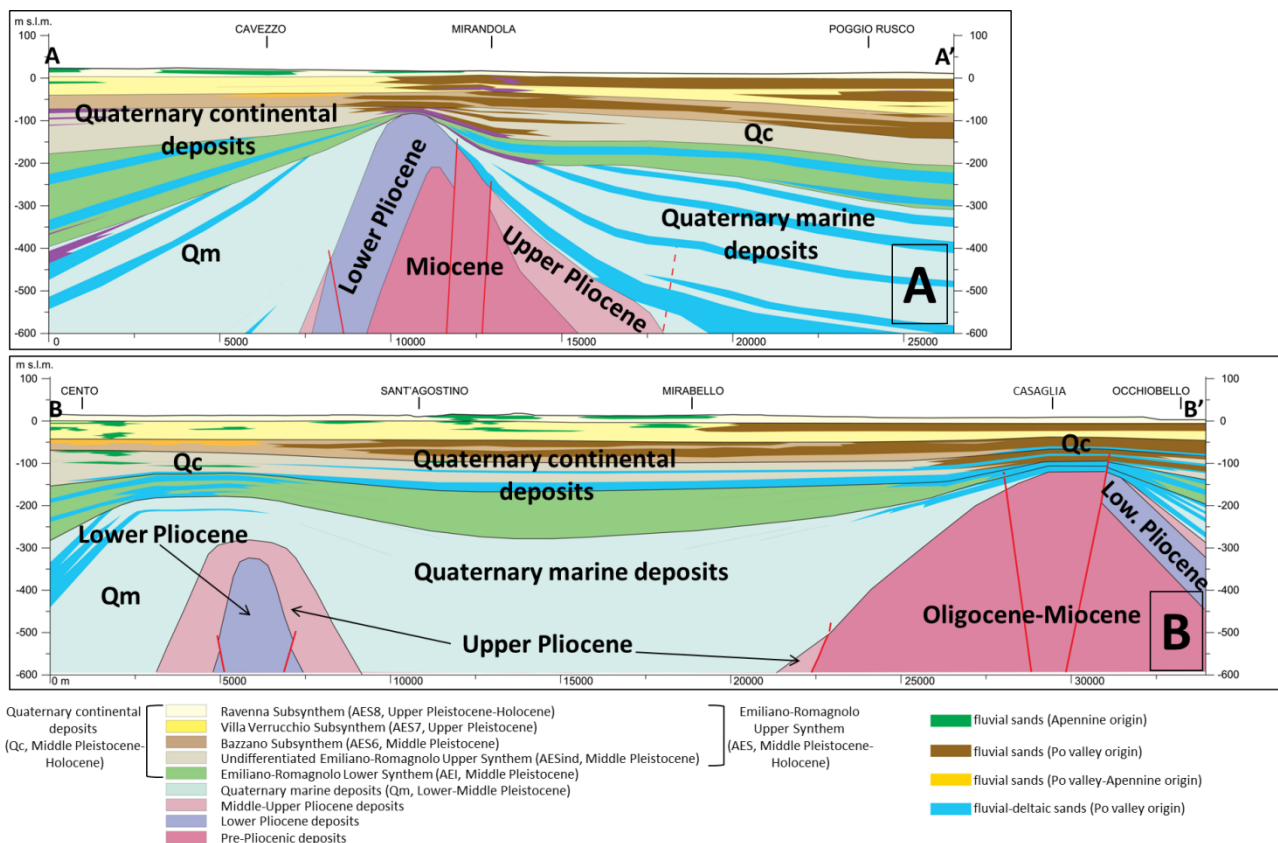 m s.l.m. CAVEZZO MIRANDOLA POGGIO RUSCO
100 A A’ 100
0 0
-100 Quaternary continental deposits Qc -100
-200 -200
-300 Qm Lower Pliocene Miocene Upper Pliocene Quaternary marine deposits -300
-400 -400
-500 A -500
-600 -600
0 5000 10000 15000 20000 25000
m s.l.m. CENTO SANT'AGOSTINO MIRABELLO CASAGLIA OCCHIOBELLO
100 B B’ 100
0 0
-100 Qc Quaternary continental deposits Qc -100
-200 -200
-300 Lower Pliocene Low. Pliocene -300
-400 Qm Quaternary marine deposits -400
-500 Upper Pliocene Oligocene-Miocene B -500
-600 -600
0 m 5000 10000 15000 20000 25000 30000
Quaternary continental
deposits
(Qc, Middle Pleistocene-
Holocene)
Ravenna Subsynthem (AES8, Upper Pleistocene-Holocene)
Villa Verrucchio Subsynthem (AES7, Upper Pleistocene)
Bazzano Subsynthem (AES6, Middle Pleistocene)
Undifferentiated Emiliano-Romagnolo Upper Synthem (AESind, Middle Pleistocene)
Emiliano-Romagnolo Lower Synthem (AEI, Middle Pleistocene)
Quaternary marine deposits (Qm, Lower-Middle Pleistocene)
Middle-Upper Pliocene deposits
Lower Pliocene deposits
Pre-Pliocenic deposits
Emiliano-Romagnolo
Upper Synthem
(AES, Middle Pleistocene-
Holocene)
fluvial sands (Apennine origin)
fluvial sands (Po valley origin)
fluvial sands (Po valley-Apennine origin)
fluvial-deltaic sands (Po valley origin)